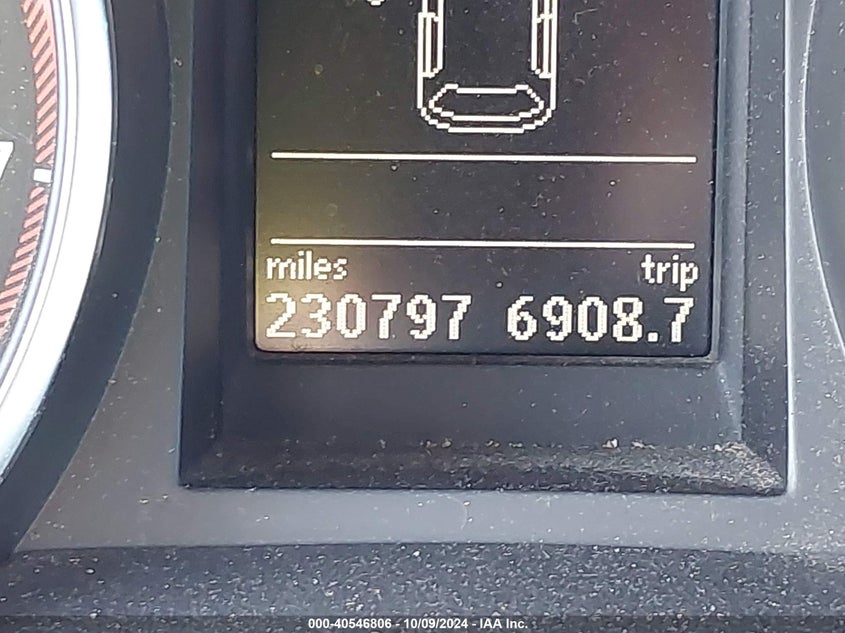 miles trip
230797 6908.7
000-40546806 - 10/09/2024 - IAA Inc.